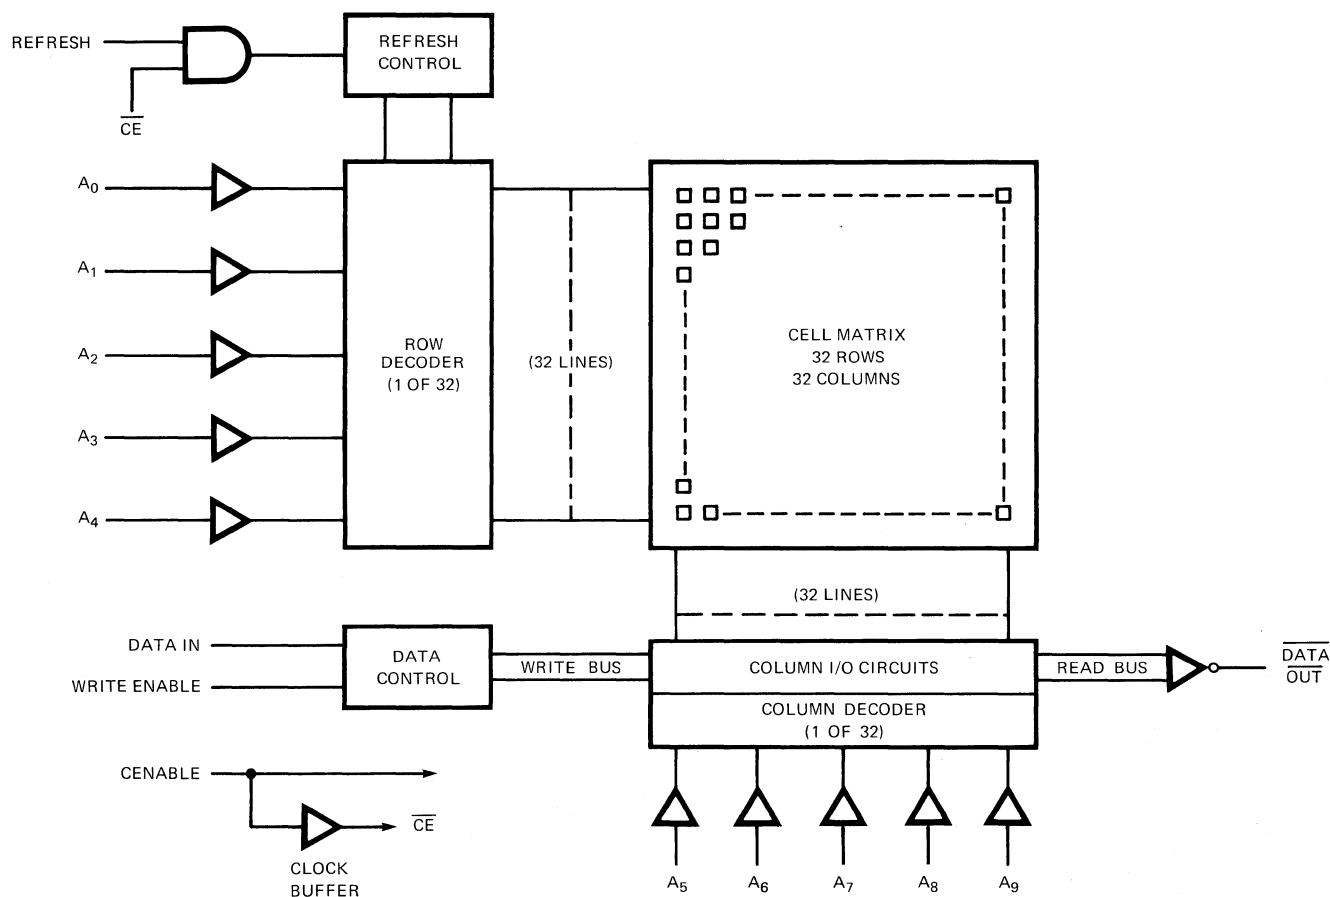 REFRESH
CE
REFRESH
CONTROL
A0
A1
A2
A3
A4
ROW
DECODER
(1 OF 32)
(32 LINES)
CELL MATRIX
32 ROWS
32 COLUMNS
(32 LINES)
DATA IN
WRITE ENABLE
DATA
CONTROL
WRITE BUS
COLUMN I/O CIRCUITS
COLUMN DECODER
(1 OF 32)
READ BUS
DATA
OUT
CENABLE
CE
CLOCK
BUFFER
A5 A6 A7 A8 A9